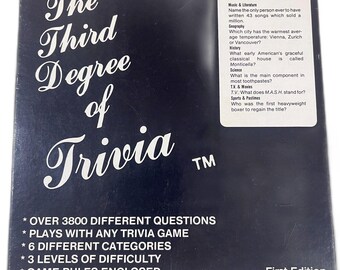 The
Third
Degree
of
Trivia ™
* OVER 3800 DIFFERENT QUESTIONS
* PLAYS WITH ANY TRIVIA GAME
* 6 DIFFERENT CATEGORIES
* 3 LEVELS OF DIFFICULTY
* GAME RULES ENCLOSED
First Edition
Music & Literature
Name the only person ever to have
written 43 songs which sold a
million.
Geography
Which city has the warmest aver-
age temperature: Vienna, Zurich
or Vancouver?
History
What early American's graceful
classical house is called
Monticello?
Science
What is the main component in
most toothpastes?
T.V. & Movies
T.V.: What does M.A.S.H. stand for?
Sports & Pastimes
Who was the first heavyweight
boxer to regain the title?